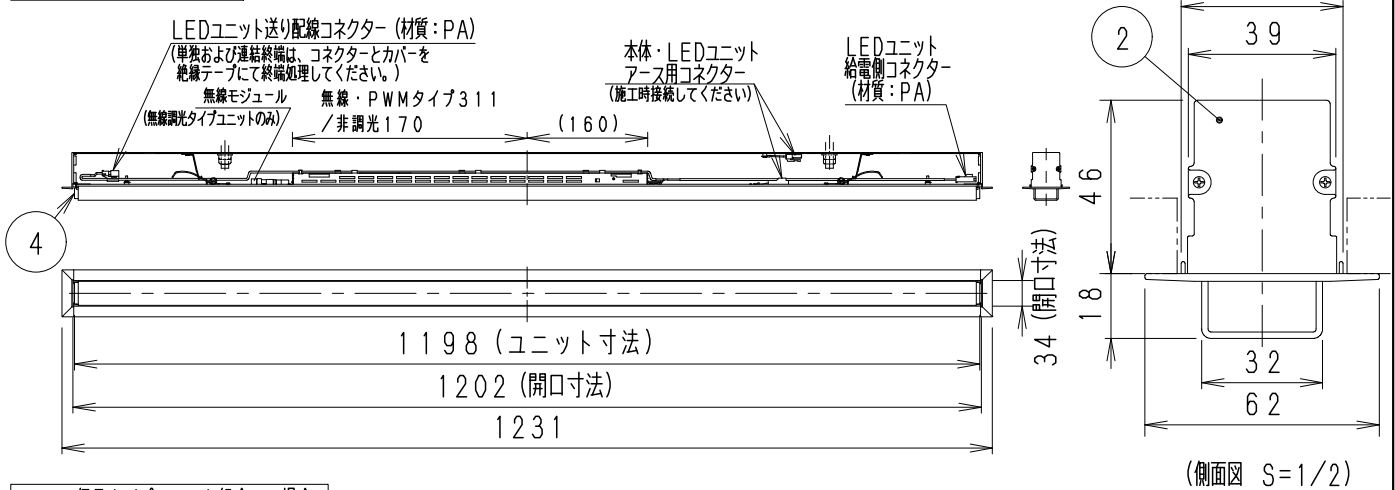 LEDユニット送り配線コネクター(材質:PA)
(単独および連結終端は、コネクターとカバーを
絶縁テープにて終端処理してください。)
無線モジュール
(無線調光タイプユニットのみ)
無線・PWMタイプ311
/非調光170
(160)
本体・LEDユニット
アース用コネクター
(施工時接続してください)
LEDユニット
給電側コネクター
(材質:PA)
4
34(開口寸法)
1198(ユニット寸法)
1202(開口寸法)
1231
2
39
46
18
32
62
(側面図 S=1/2)